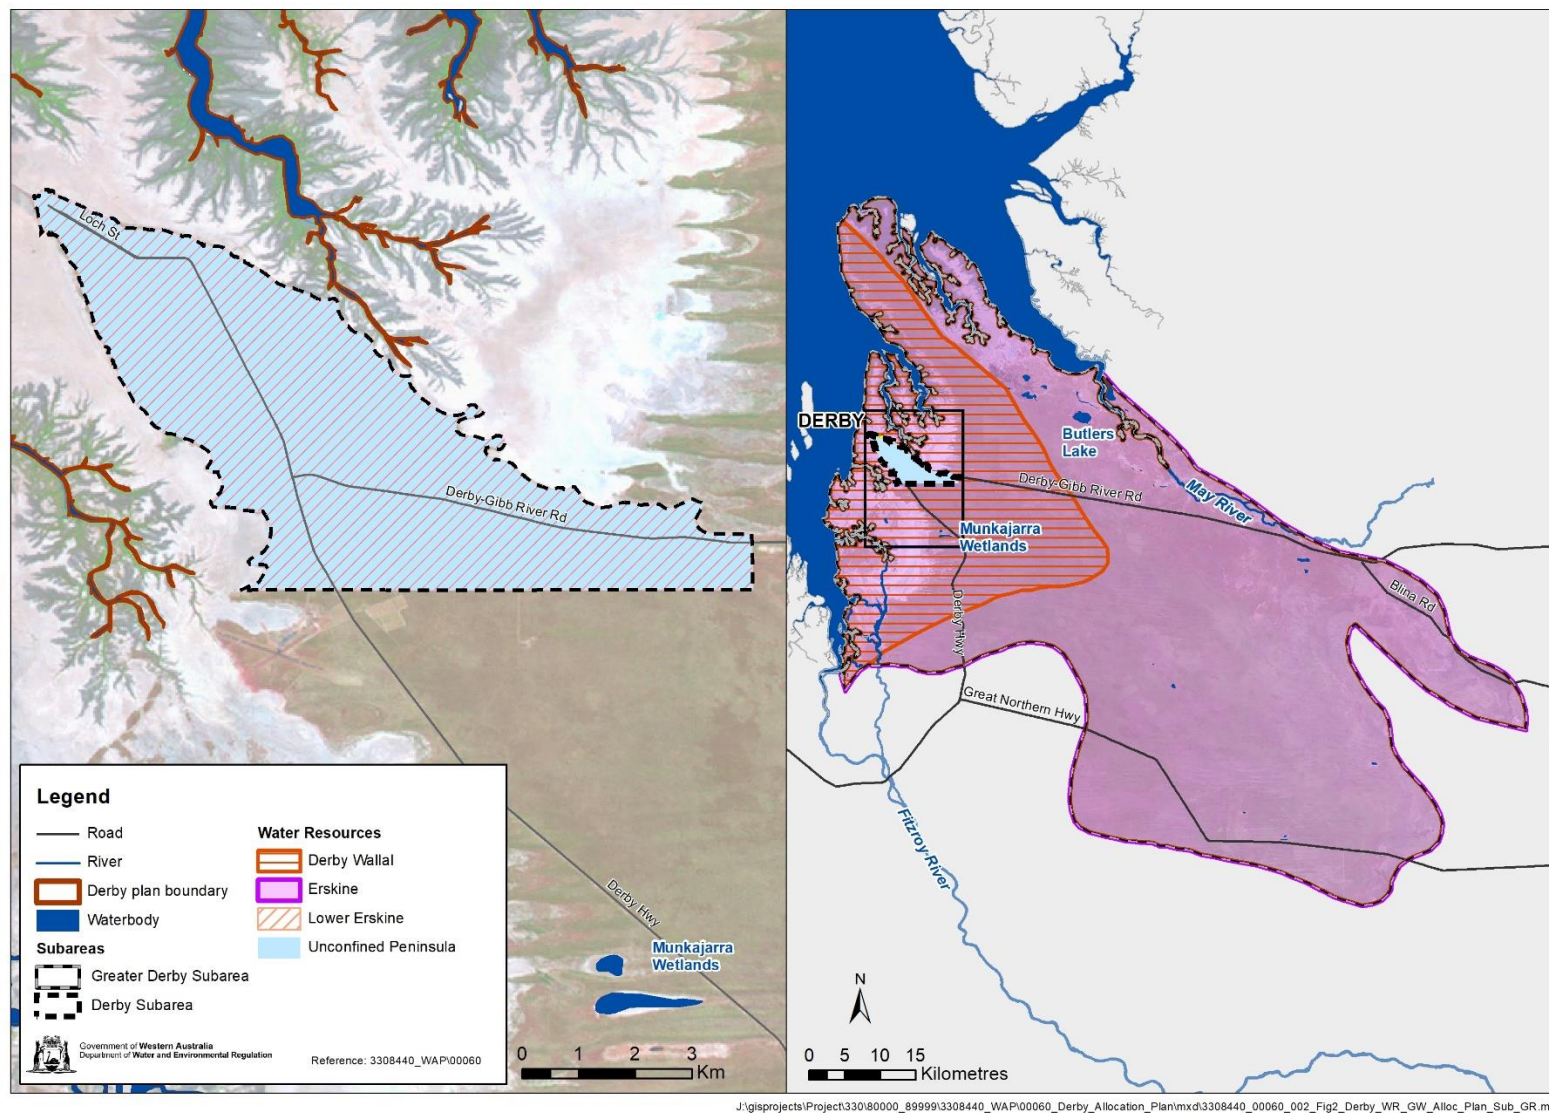 Loch St
Derby-Gibb River Rd
Derby Hwy
Munkajarra
Wetlands
Legend
Road
River
Derby plan boundary
Waterbody
Subareas
Greater Derby Subarea
Derby Subarea
Water Resources
Derby Wallal
Erskine
Lower Erskine
Unconfined Peninsula
Government of Western Australia
Department of Water and Environmental Regulation
Reference: 3308440_WAP\00060
0 1 2 3
Km
DERBY
Butlers
Lake
May River
Derby-Gibb River Rd
Munkajarra
Wetlands
Blina Rd
Derby Hwy
Great Northern Hwy
Fitzroy River
N
0 5 10 15
Kilometres
J:\gisprojects\Project\330\80000_89999\3308440_WAP\00060_Derby_Allocation_Plan\mxd\3308440_00060_002_Fig2_Derby_WR_GW_Alloc_Plan_Sub_GR.m